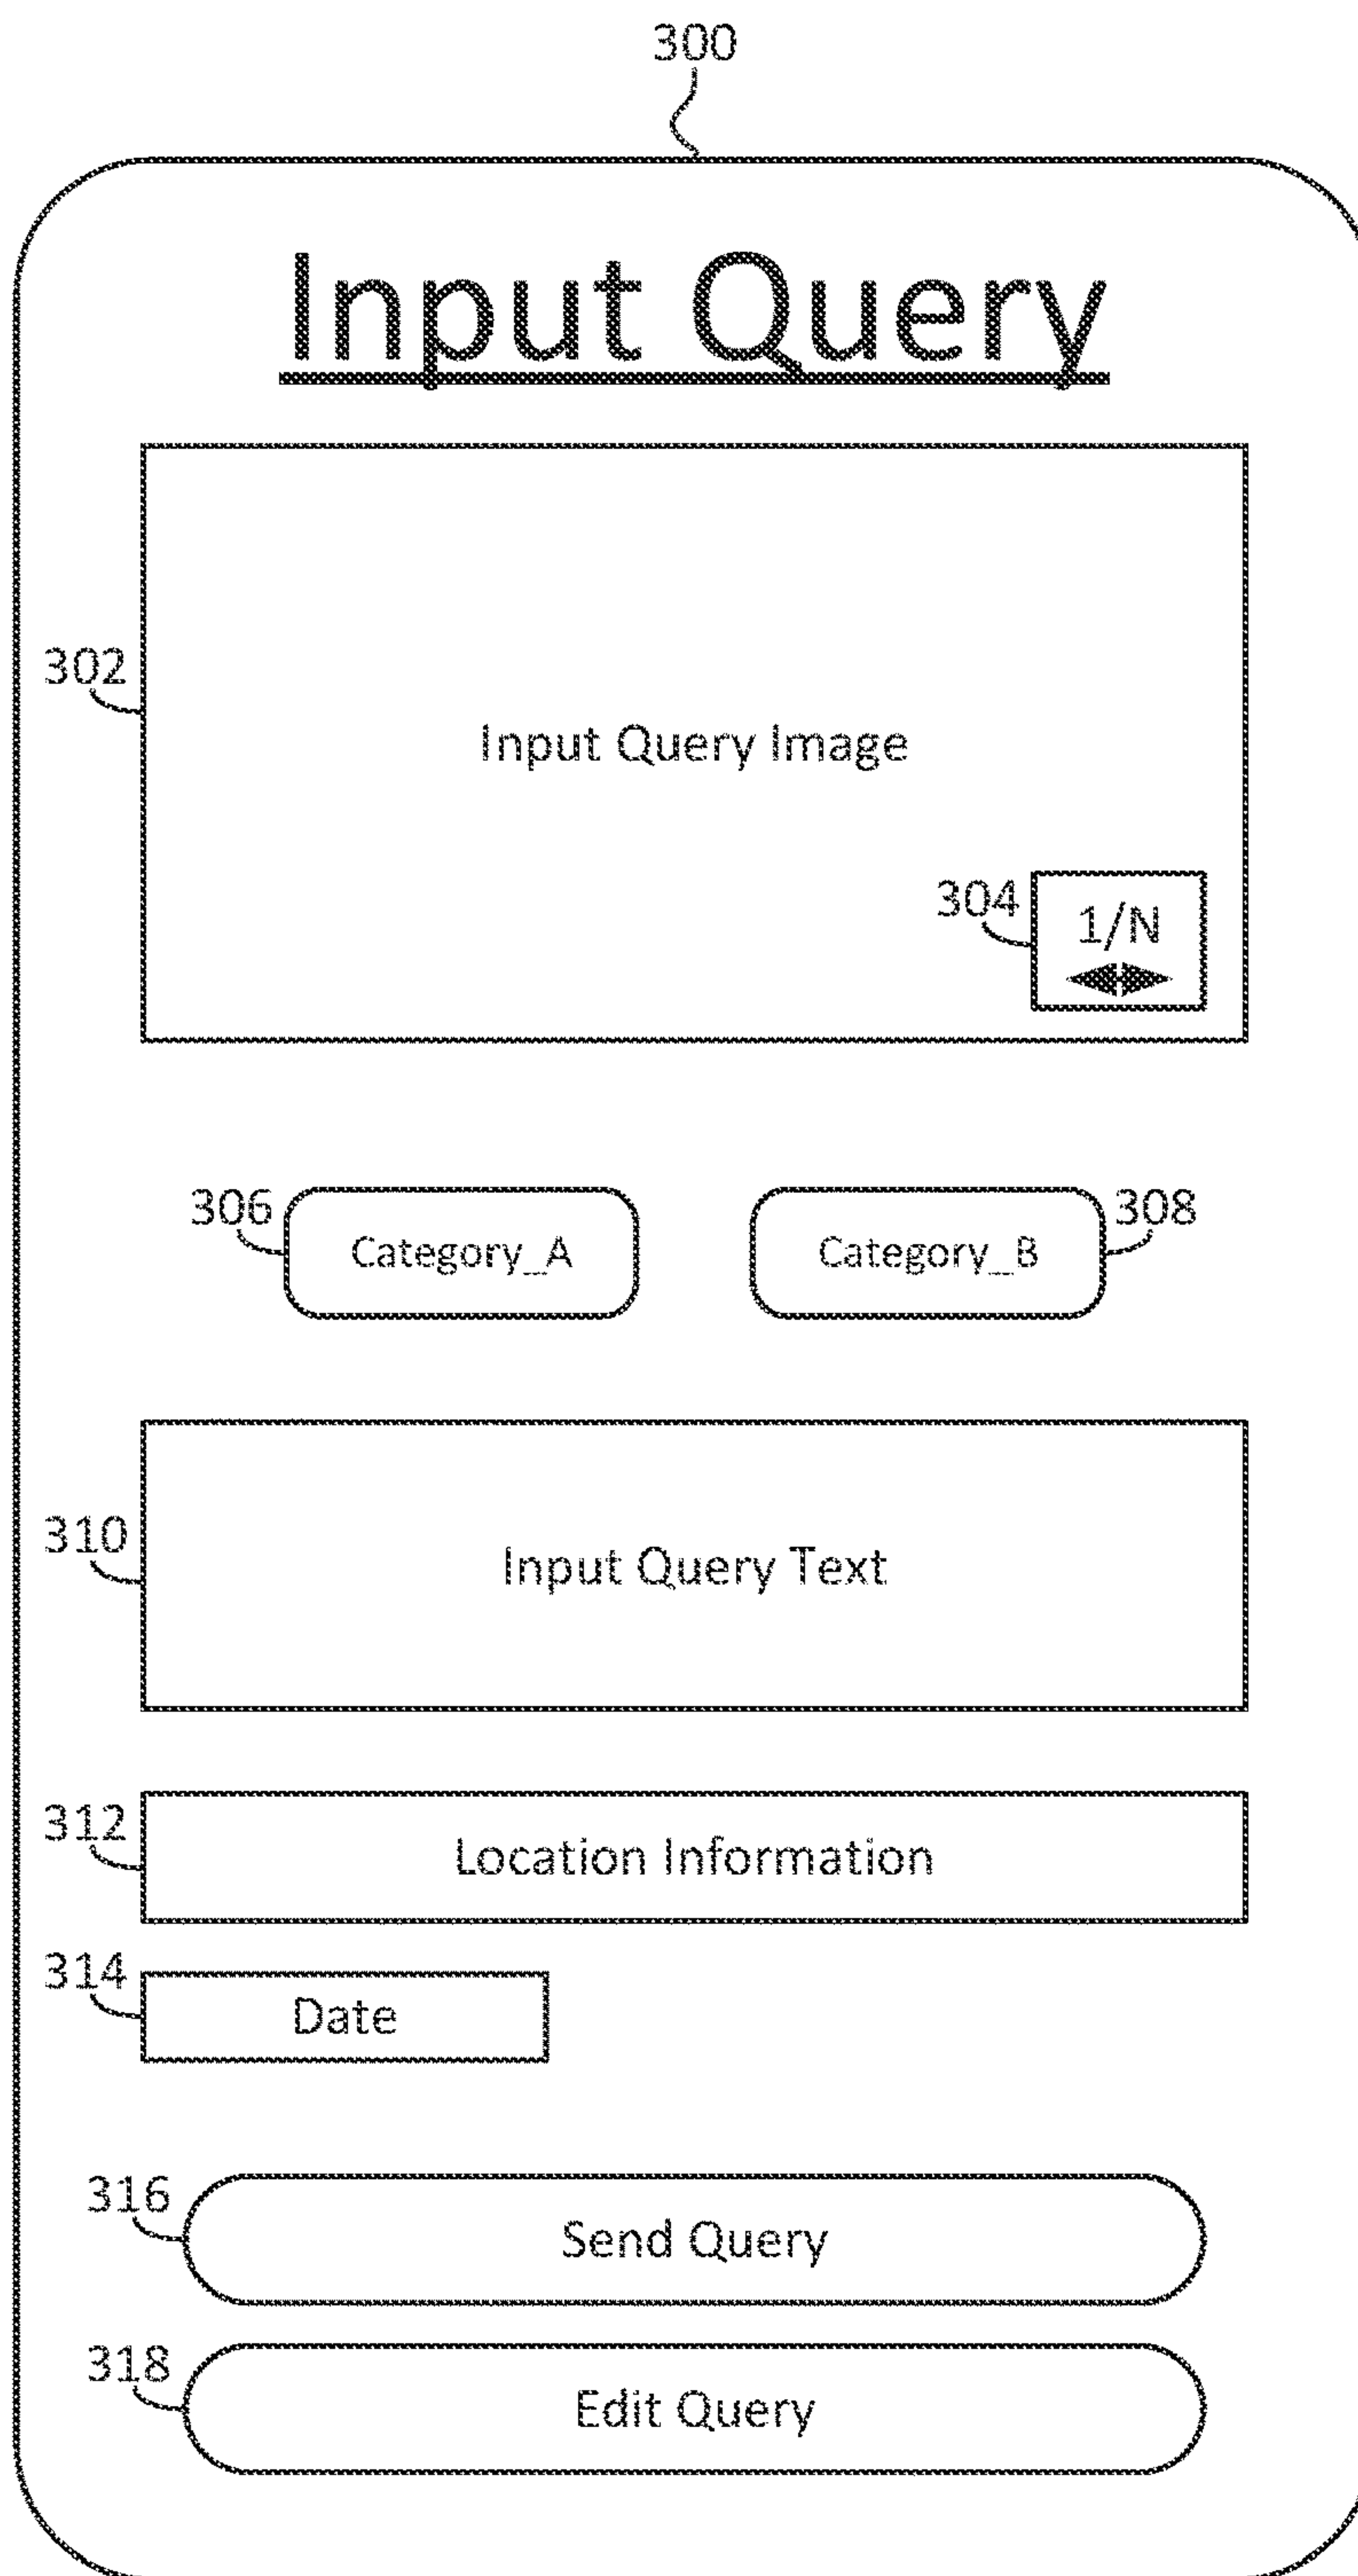 300
Input Query
302
Input Query Image
304
1/N
306
Category_A
Category_B
308
310
Input Query Text
312
Location Information
314
Date
316
Send Query
318
Edit Query